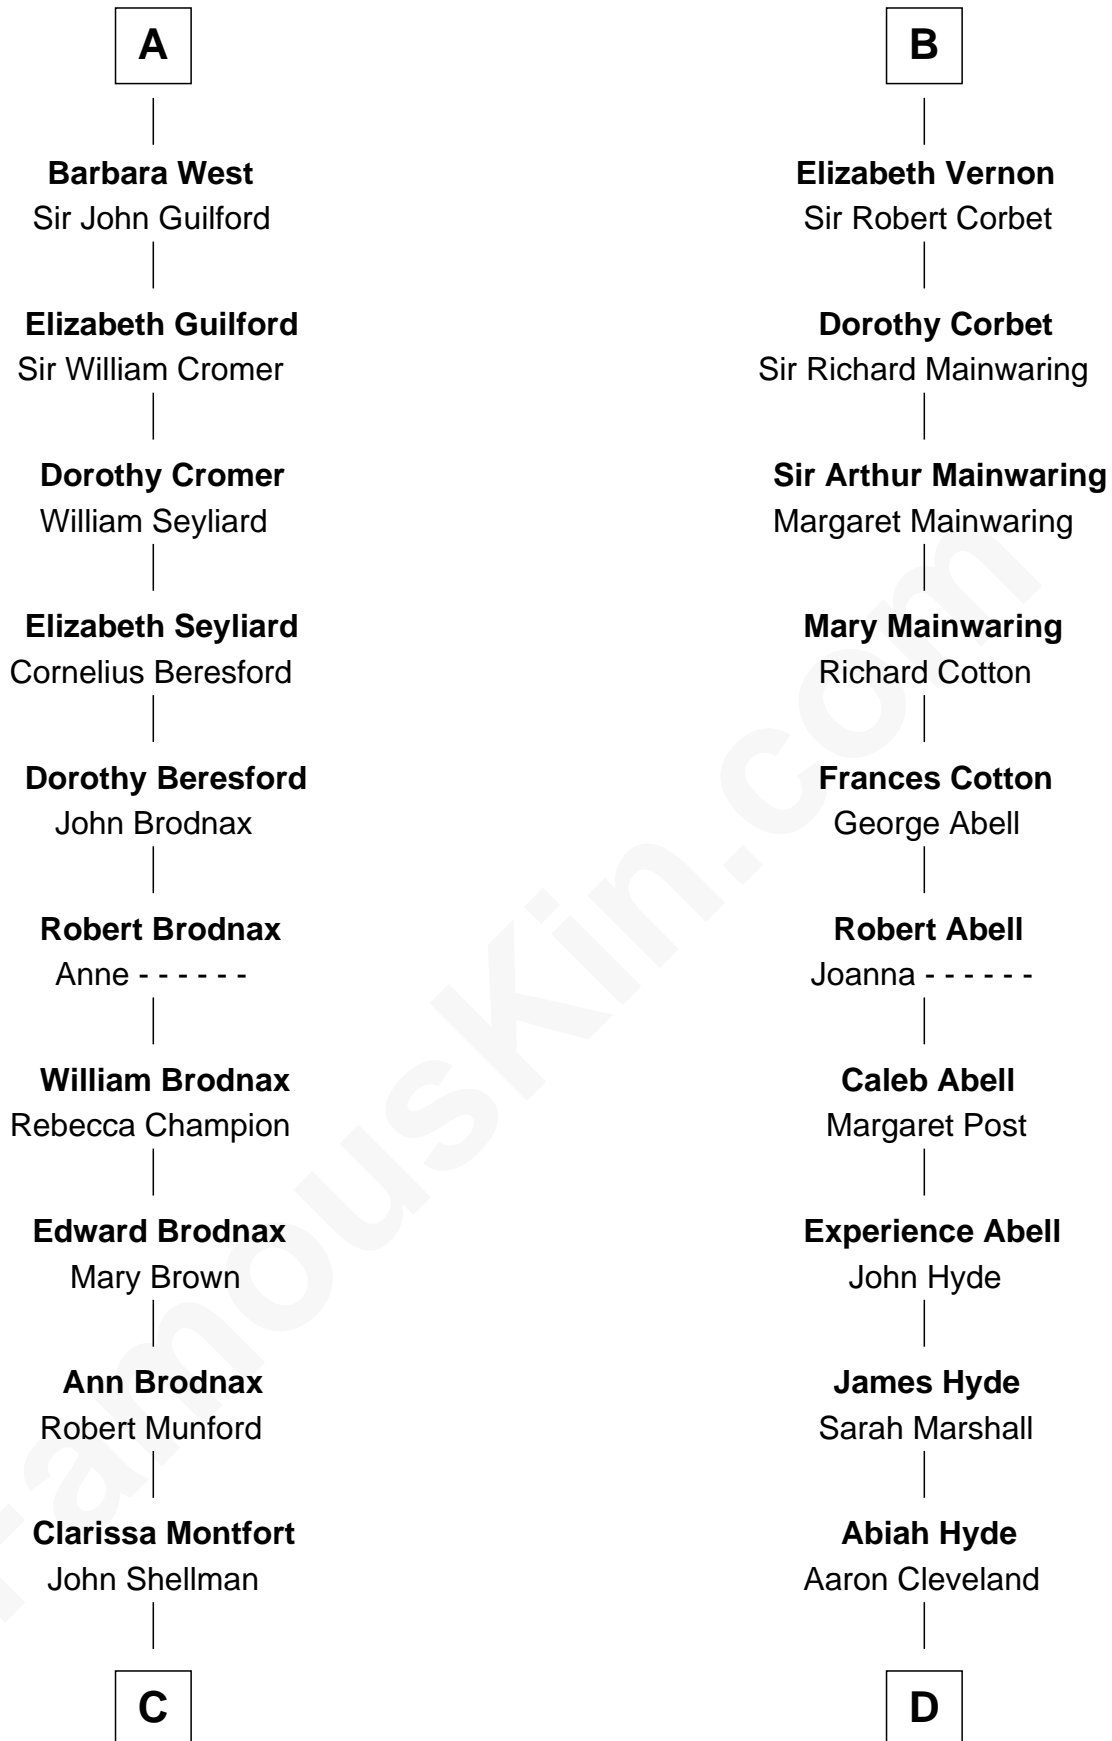 A
Barbara West
Sir John Guilford
Elizabeth Guilford
Sir William Cromer
Dorothy Cromer
William Seyliard
Elizabeth Seyliard
Cornelius Beresford
Dorothy Beresford
John Brodnax
Robert Brodnax
Anne - - - - - -
William Brodnax
Rebecca Champion
Edward Brodnax
Mary Brown
Ann Brodnax
Robert Munford
Clarissa Montfort
John Shellman
C
B
Elizabeth Vernon
Sir Robert Corbet
Dorothy Corbet
Sir Richard Mainwaring
Sir Arthur Mainwaring
Margaret Mainwaring
Mary Mainwaring
Richard Cotton
Frances Cotton
George Abell
Robert Abell
Joanna - - - - - -
Caleb Abell
Margaret Post
Experience Abell
John Hyde
James Hyde
Sarah Marshall
Abiah Hyde
Aaron Cleveland
D
FamousKin.com